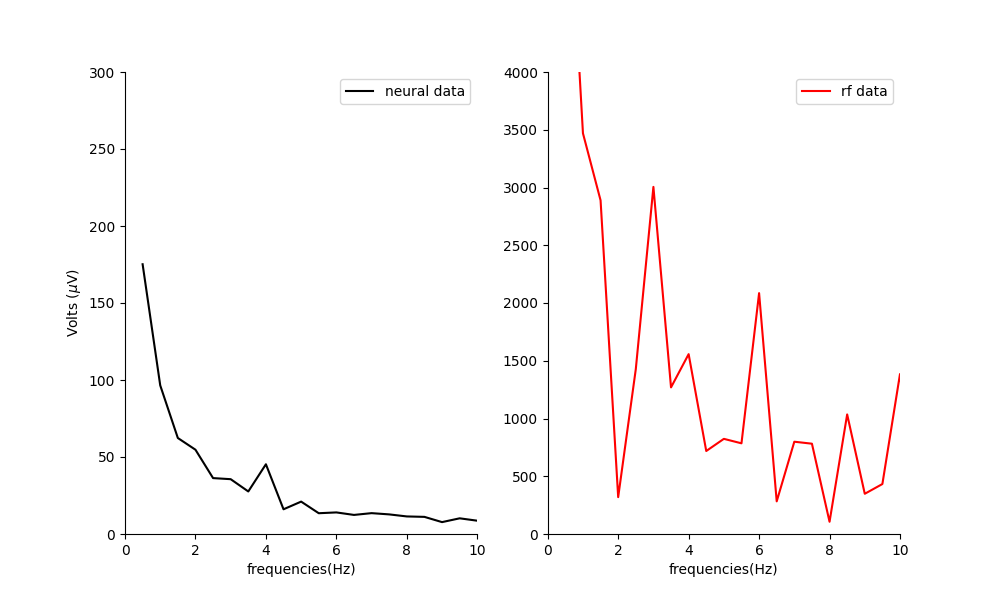 300
250
200
150
100
50
0
Volts (μV)
0 2 4 6 8 10
frequencies(Hz)
neural data
4000
3500
3000
2500
2000
1500
1000
500
0
0 2 4 6 8 10
frequencies(Hz)
rf data